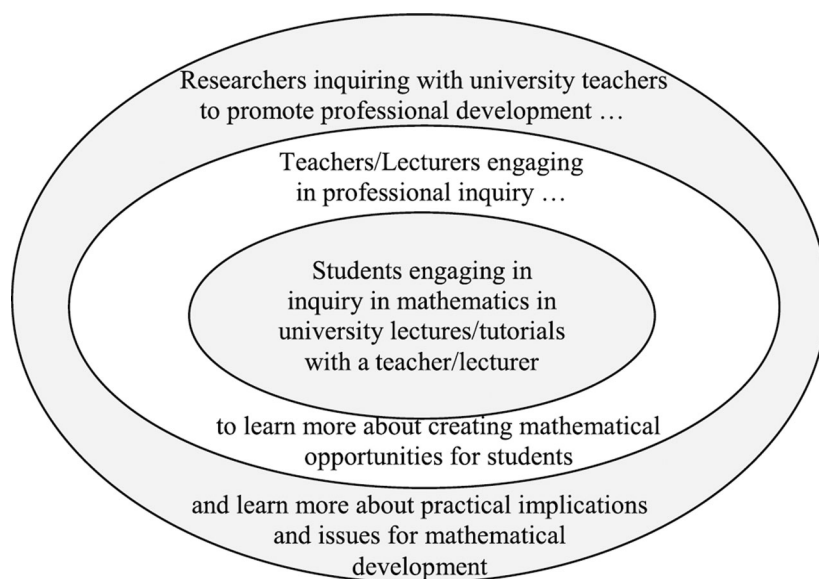 Researchers inquiring with university teachers
to promote professional development …
Teachers/Lecturers engaging
in professional inquiry …
Students engaging in
inquiry in mathematics in
university lectures/tutorials
with a teacher/lecturer
to learn more about creating mathematical
opportunities for students
and learn more about practical implications
and issues for mathematical
development